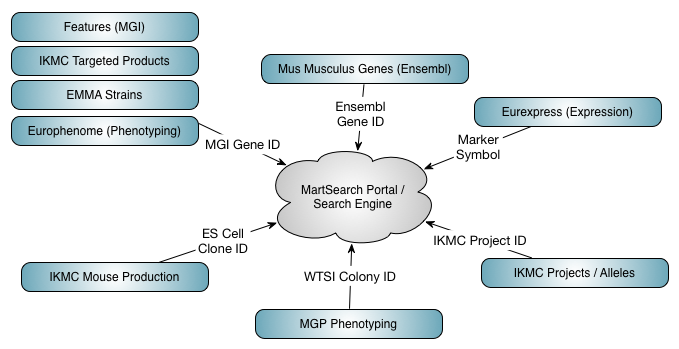 Features (MGI)
IKMC Targeted Products
EMMA Strains
Europhenome (Phenotyping)
MGI Gene ID
Mus Musculus Genes (Ensembl)
Ensembl
Gene ID
Eurexpress (Expression)
Marker
Symbol
MartSearch Portal /
Search Engine
ES Cell
Clone ID
IKMC Mouse Production
WTSI Colony ID
MGP Phenotyping
IKMC Project ID
IKMC Projects / Alleles